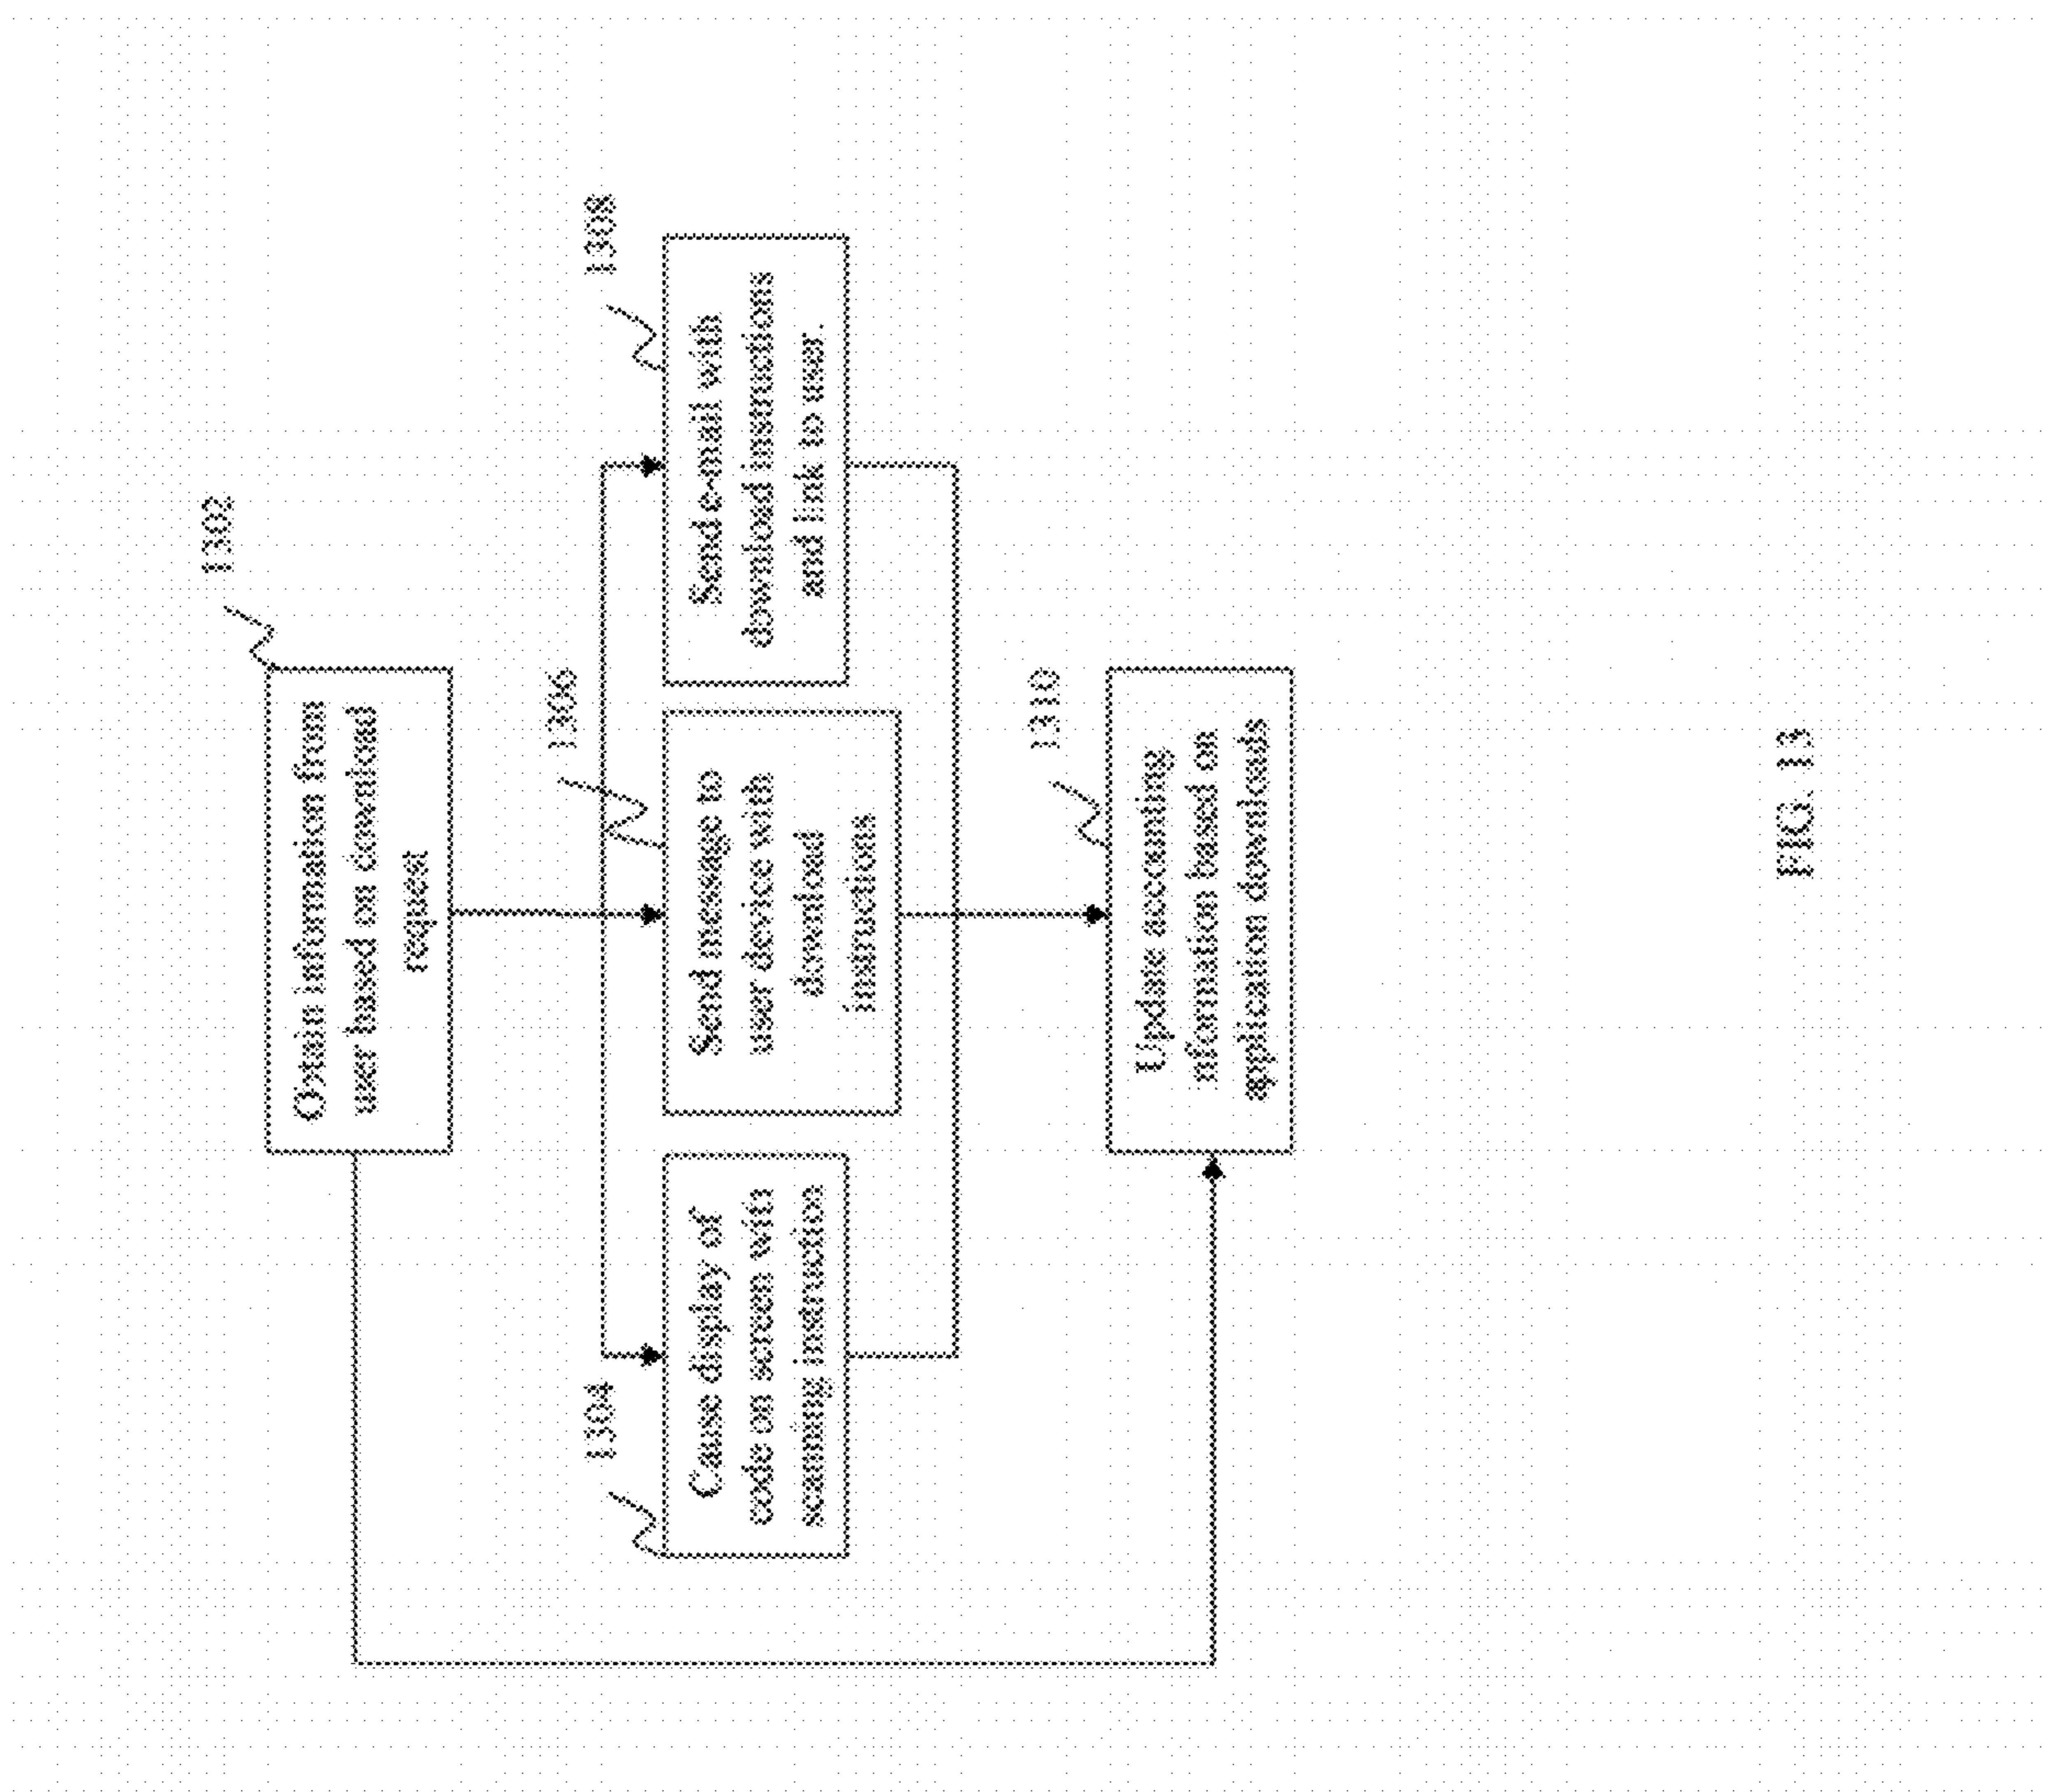 1302
Obtain information from
user based on download
request
1304
Cause display of
code on screen with
scanning instruction
1306
Send message to
user device with
download
instructions
1308
Send e-mail with
download instructions
and link to user.
1310
Update accounting
nformation based on
application downloads
FIG. 13